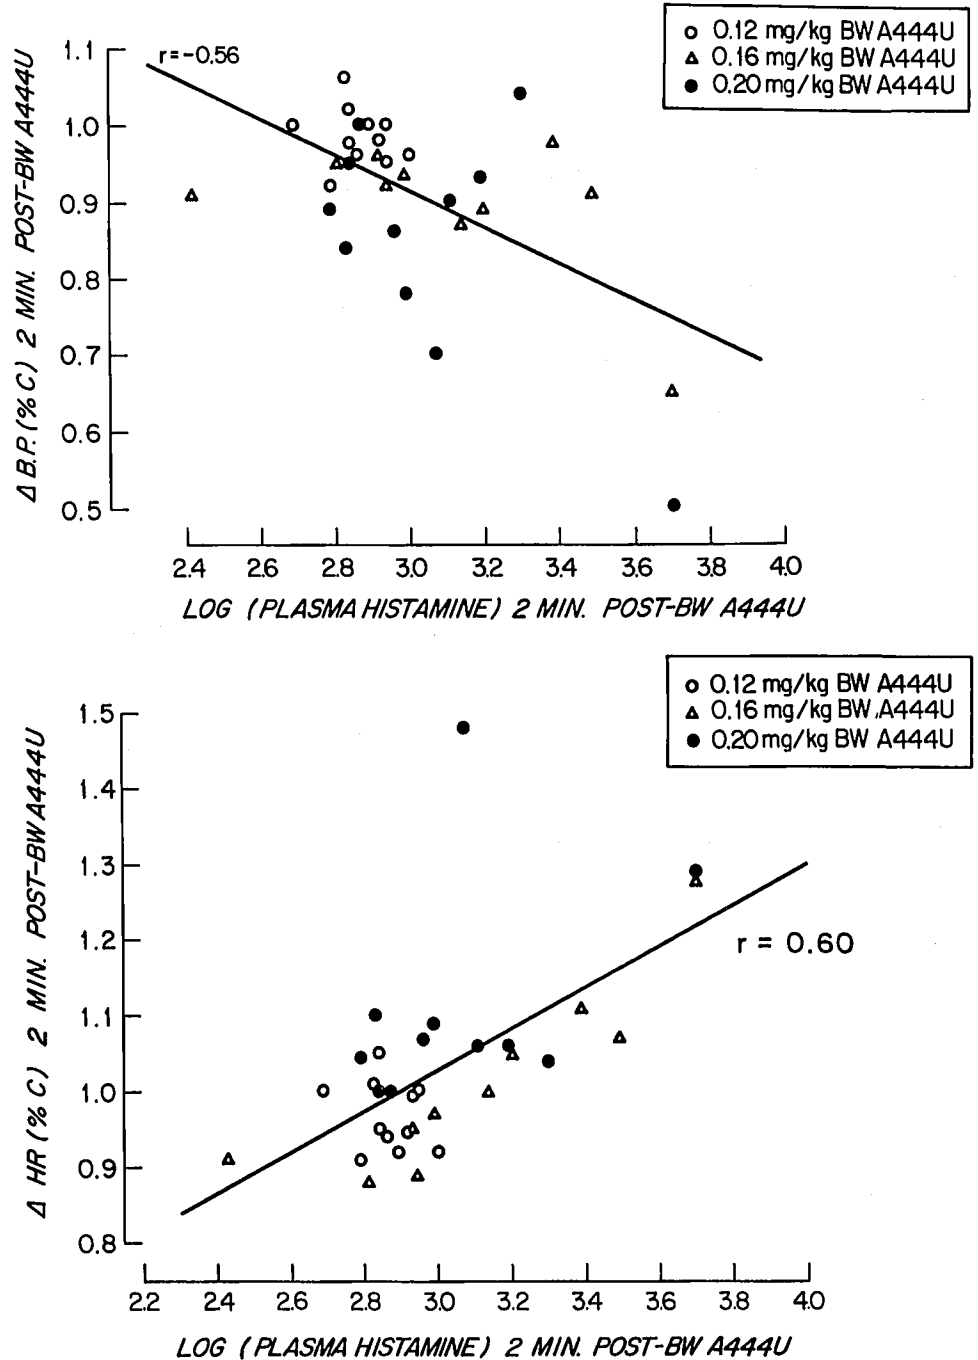 r=-0.56
○ 0.12 mg/kg BW A444U
△ 0.16 mg/kg BW A444U
● 0.20 mg/kg BW A444U
Δ B.P. (% C) 2 MIN. POST-BW A444U
1.1
1.0
0.9
0.8
0.7
0.6
0.5
2.4 2.6 2.8 3.0 3.2 3.4 3.6 3.8 4.0
LOG (PLASMA HISTAMINE) 2 MIN. POST-BW A444U
○ 0.12 mg/kg BW A444U
△ 0.16 mg/kg BW A444U
● 0.20 mg/kg BW A444U
Δ HR (% C) 2 MIN. POST-BW A444U
1.5
1.4
1.3
1.2
1.1
1.0
0.9
0.8
r = 0.60
2.2 2.4 2.6 2.8 3.0 3.2 3.4 3.6 3.8 4.0
LOG (PLASMA HISTAMINE) 2 MIN. POST-BW A444U